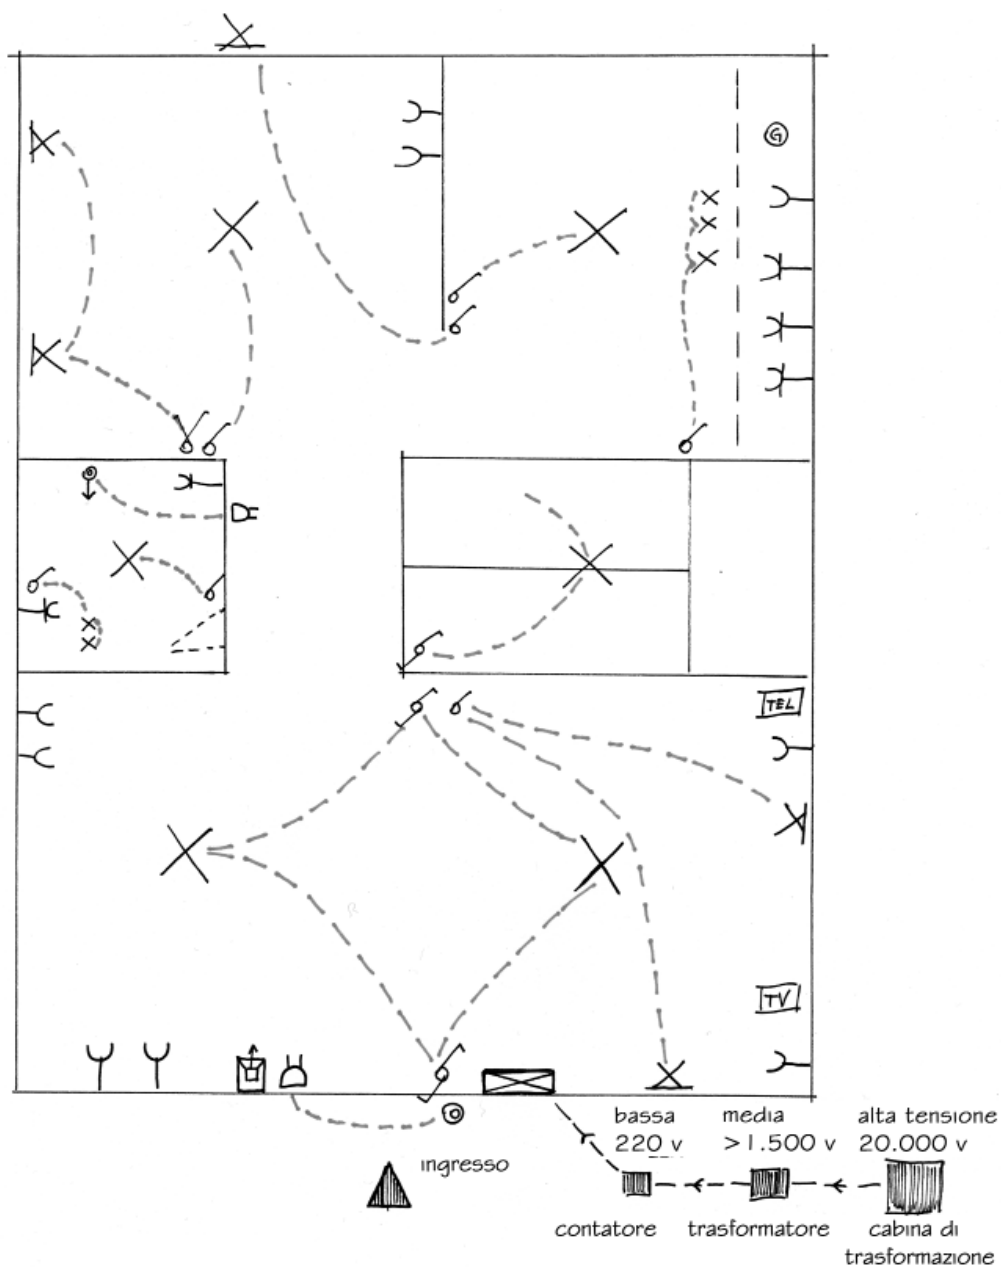 G
TEL
TV
bassa media alta tensione
220 v >1.500 v 20.000 v
ingresso
contatore trasformatore cabina di
trasformazione